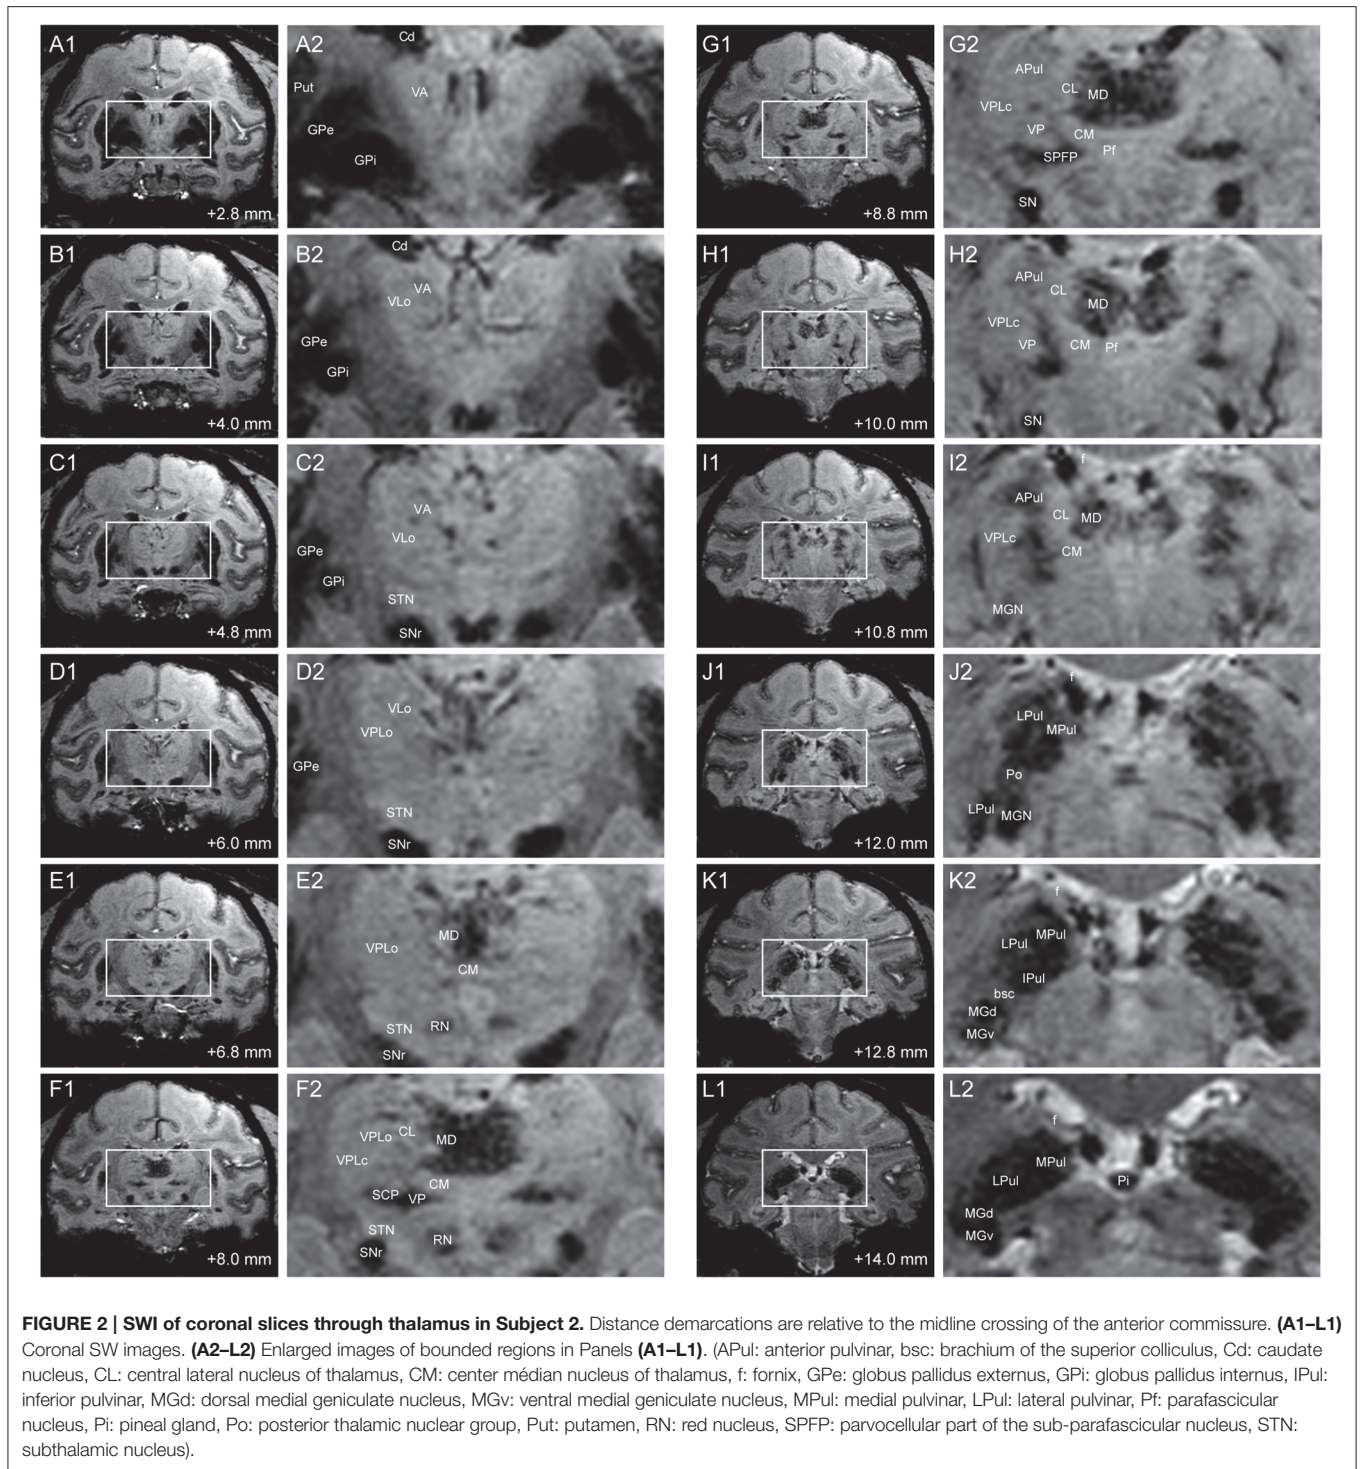 A1
+2.8 mm
A2
Cd
Put
VA
GPe
GPi
B1
+4.0 mm
B2
Cd
VA
VLo
GPe
GPi
C1
+4.8 mm
C2
VA
VLo
GPe
GPi
STN
SNr
D1
+6.0 mm
D2
VLo
VPLo
GPe
STN
SNr
E1
+6.8 mm
E2
MD
VPLo
CM
RN
STN
SNr
F1
+8.0 mm
F2
CL
VPLo
MD
VPLc
CM
SCP
VP
STN
RN
SNr
G1
+8.8 mm
G2
APul
CL
MD
VPLc
VP
CM
Pf
SPFP
SN
H1
+10.0 mm
H2
APul
CL
MD
VPLc
VP
CM
Pf
SN
I1
+10.8 mm
I2
f
APul
CL
MD
VPLc
CM
MGN
J1
+12.0 mm
J2
f
LPul
MPul
Po
LPul
MGN
K1
+12.8 mm
K2
f
MPul
LPul
IPul
bsc
MGd
MGv
L1
+14.0 mm
L2
f
MPul
LPul
Pi
MGd
MGv
FIGURE 2 | SWI of coronal slices through thalamus in Subject 2. Distance demarcations are relative to the midline crossing of the anterior commissure. (A1–L1)
Coronal SW images. (A2–L2) Enlarged images of bounded regions in Panels (A1–L1). (APul: anterior pulvinar, bsc: brachium of the superior colliculus, Cd: caudate
nucleus, CL: central lateral nucleus of thalamus, CM: center médian nucleus of thalamus, f: fornix, GPe: globus pallidus externus, GPi: globus pallidus internus, IPul:
inferior pulvinar, MGd: dorsal medial geniculate nucleus, MGv: ventral medial geniculate nucleus, MPul: medial pulvinar, LPul: lateral pulvinar, Pf: parafascicular
nucleus, Pi: pineal gland, Po: posterior thalamic nuclear group, Put: putamen, RN: red nucleus, SPFP: parvocellular part of the sub-parafascicular nucleus, STN:
subthalamic nucleus).